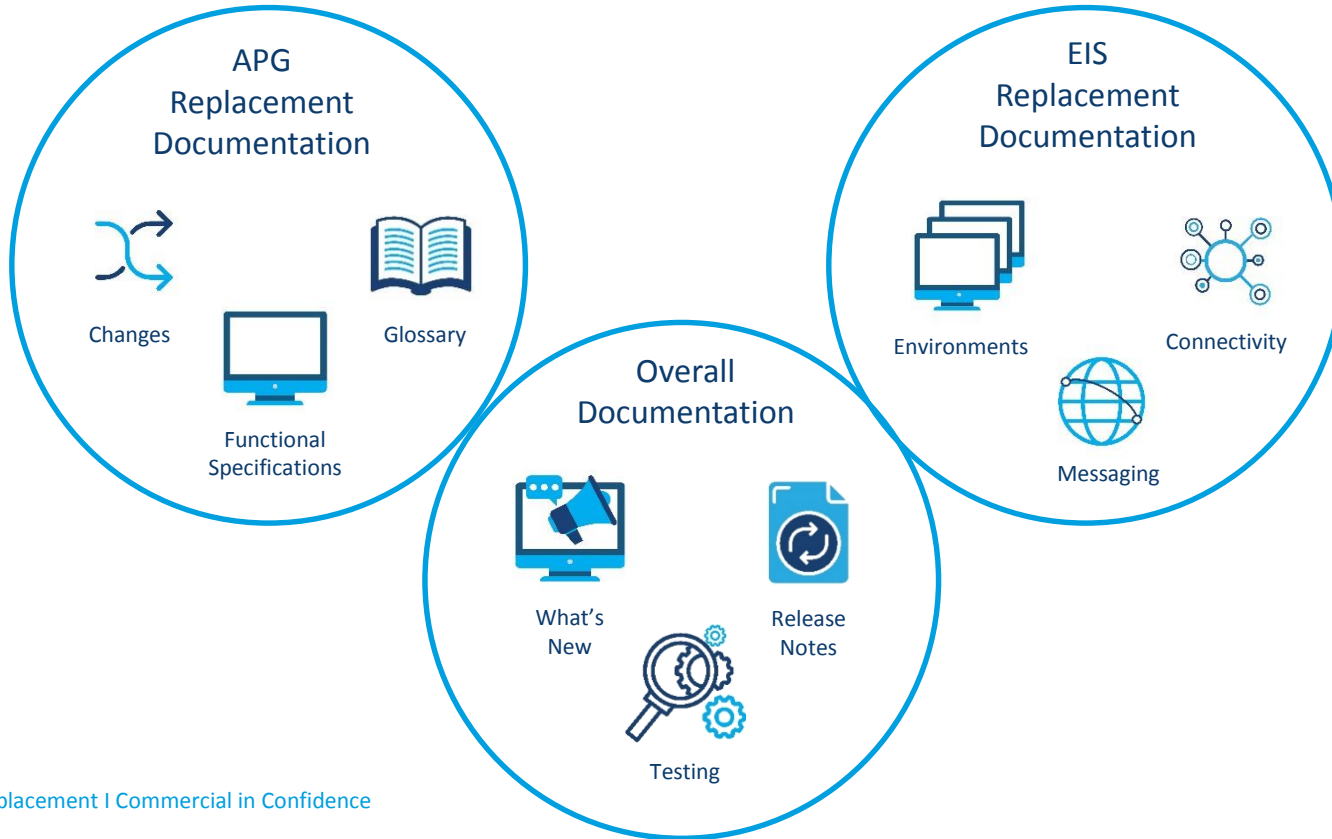 APG
Replacement
Documentation
Changes
Glossary
Functional
Specifications
EIS
Replacement
Documentation
Environments
Connectivity
Messaging
Overall
Documentation
What's
New
Release
Notes
Testing
placement I Commercial in Confidence